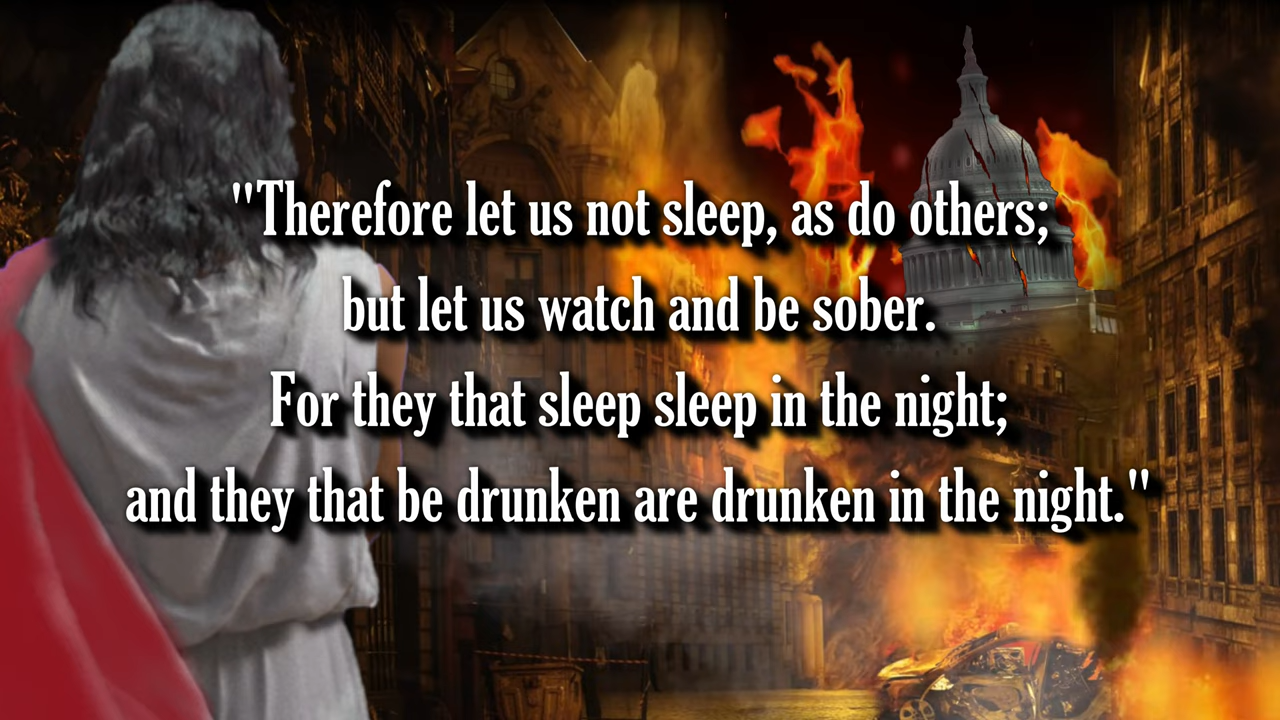 "Therefore let us not sleep, as do others;
but let us watch and be sober.
For they that sleep sleep in the night;
and they that be drunken are drunken in the night."